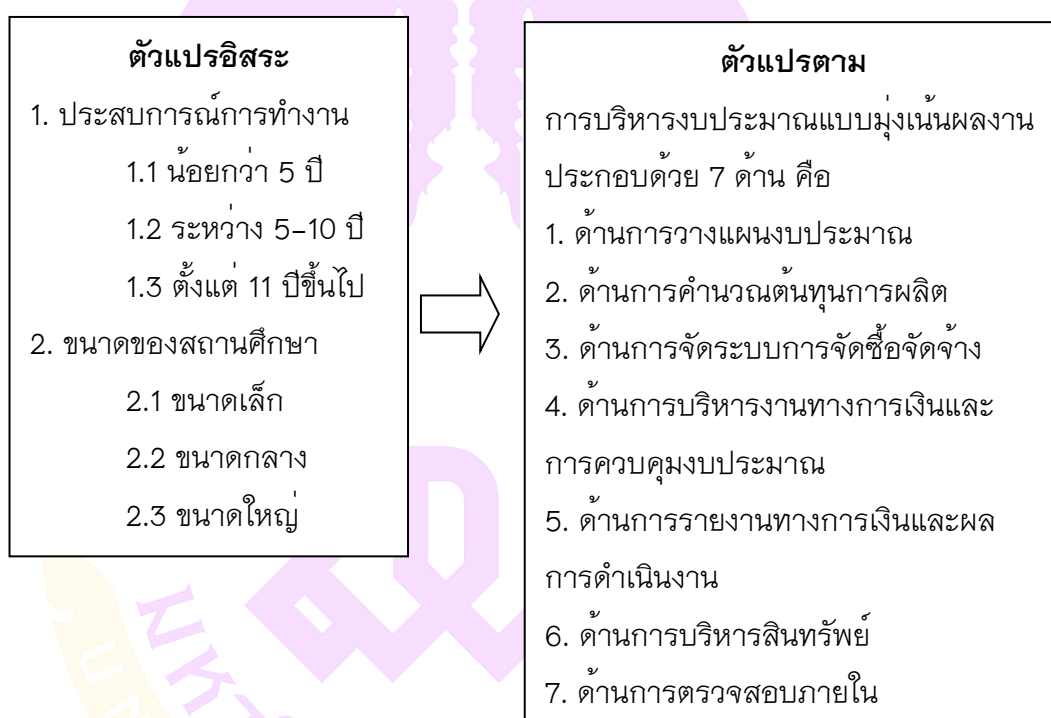 ตัวแปรอิสระ
1. ประสบการณ์การทำงาน
1.1 น้อยกว่า 5 ปี
1.2 ระหว่าง 5–10 ปี
1.3 ตั้งแต่ 11 ปีขึ้นไป
2. ขนาดของสถานศึกษา
2.1 ขนาดเล็ก
2.2 ขนาดกลาง
2.3 ขนาดใหญ่
ตัวแปรตาม
การบริหารงบประมาณแบบมุ่งเน้นผลงาน
ประกอบด้วย 7 ด้าน คือ
1. ด้านการวางแผนงบประมาณ
2. ด้านการคำนวณต้นทุนการผลิต
3. ด้านการจัดระบบการจัดซื้อจัดจ้าง
4. ด้านการบริหารงานทางการเงินและ
การควบคุมงบประมาณ
5. ด้านการรายงานทางการเงินและผล
การดำเนินงาน
6. ด้านการบริหารสินทรัพย์
7. ด้านการตรวจสอบภายใน